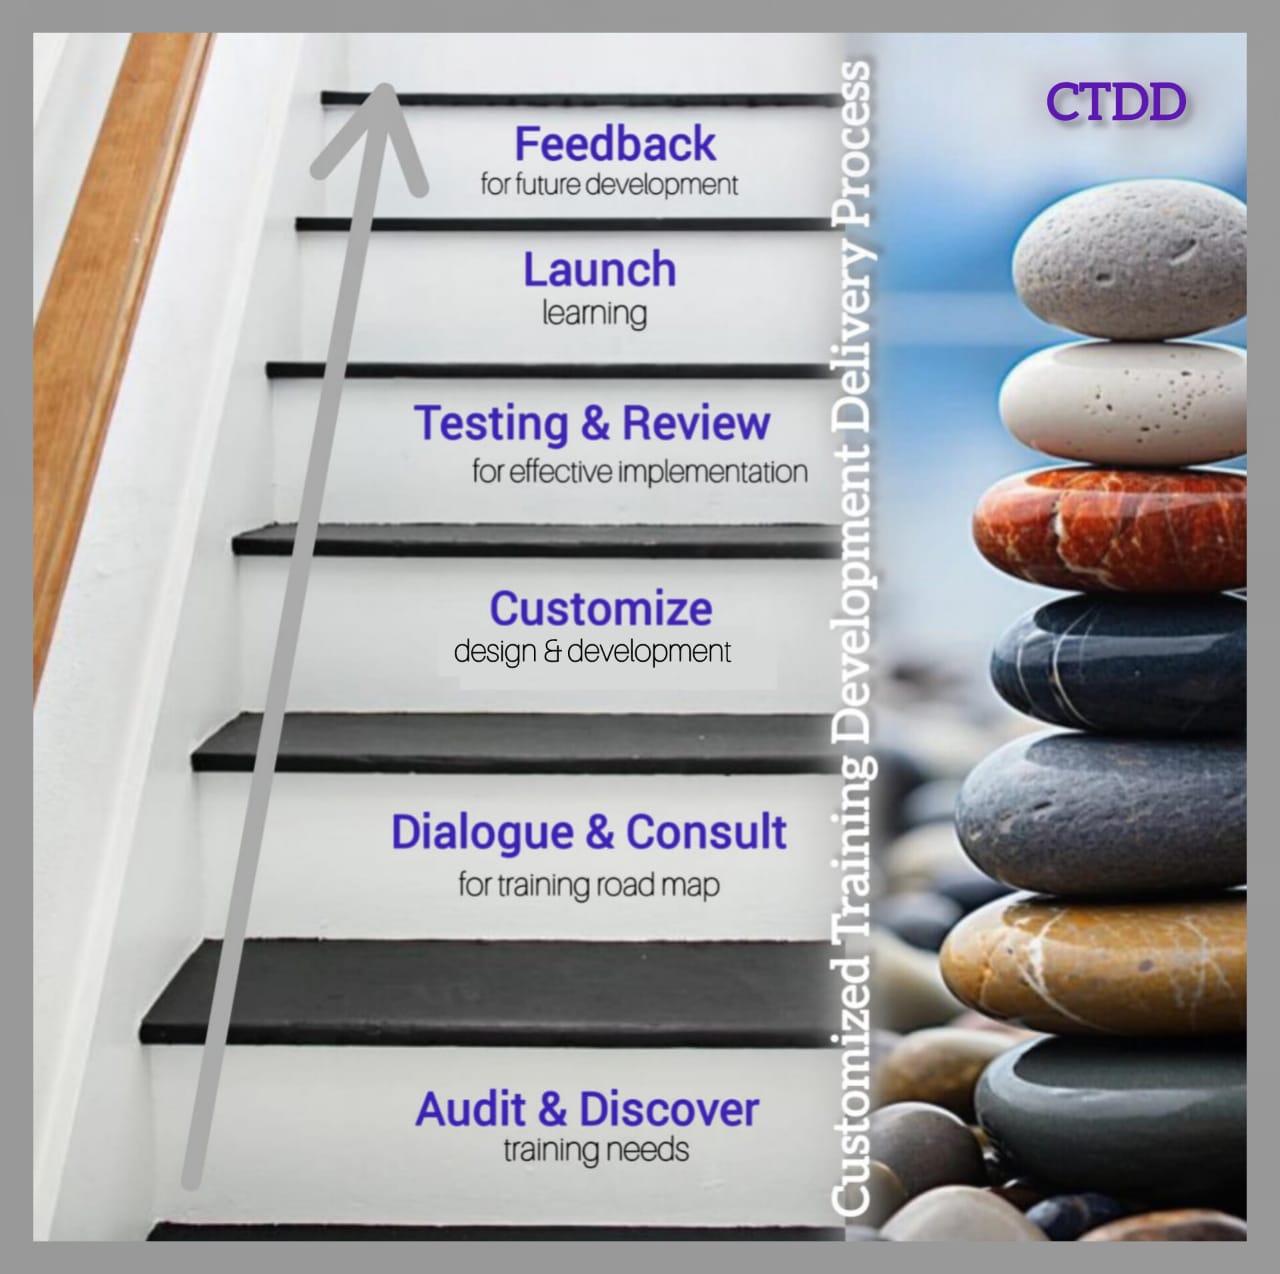 CTDD
Feedback
for future development
Launch
learning
Testing & Review
for effective implementation
Customize
design & development
Dialogue & Consult
for training road map
Audit & Discover
training needs
Customized Training Development Delivery Process